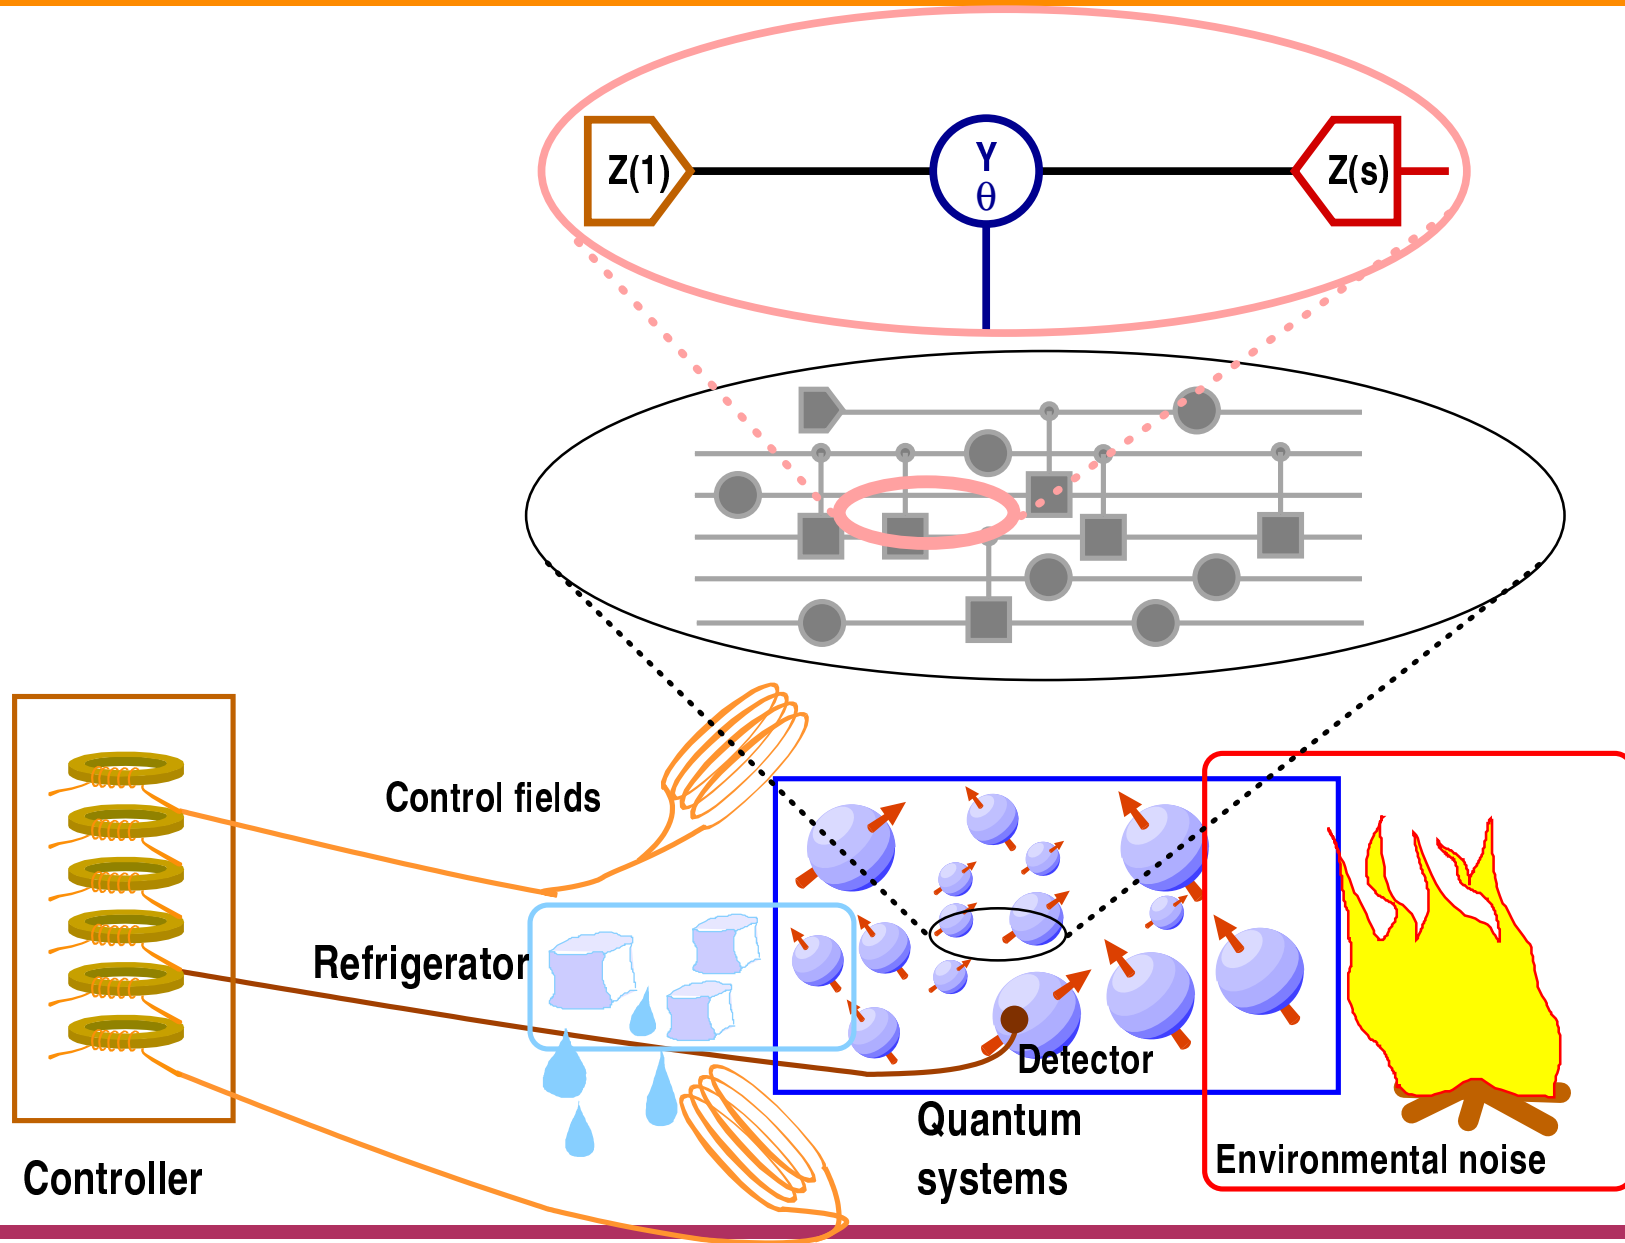 Z(1)
Y
θ
Z(s)
Control fields
Refrigerator
Detector
Quantum
systems
Environmental noise
Controller